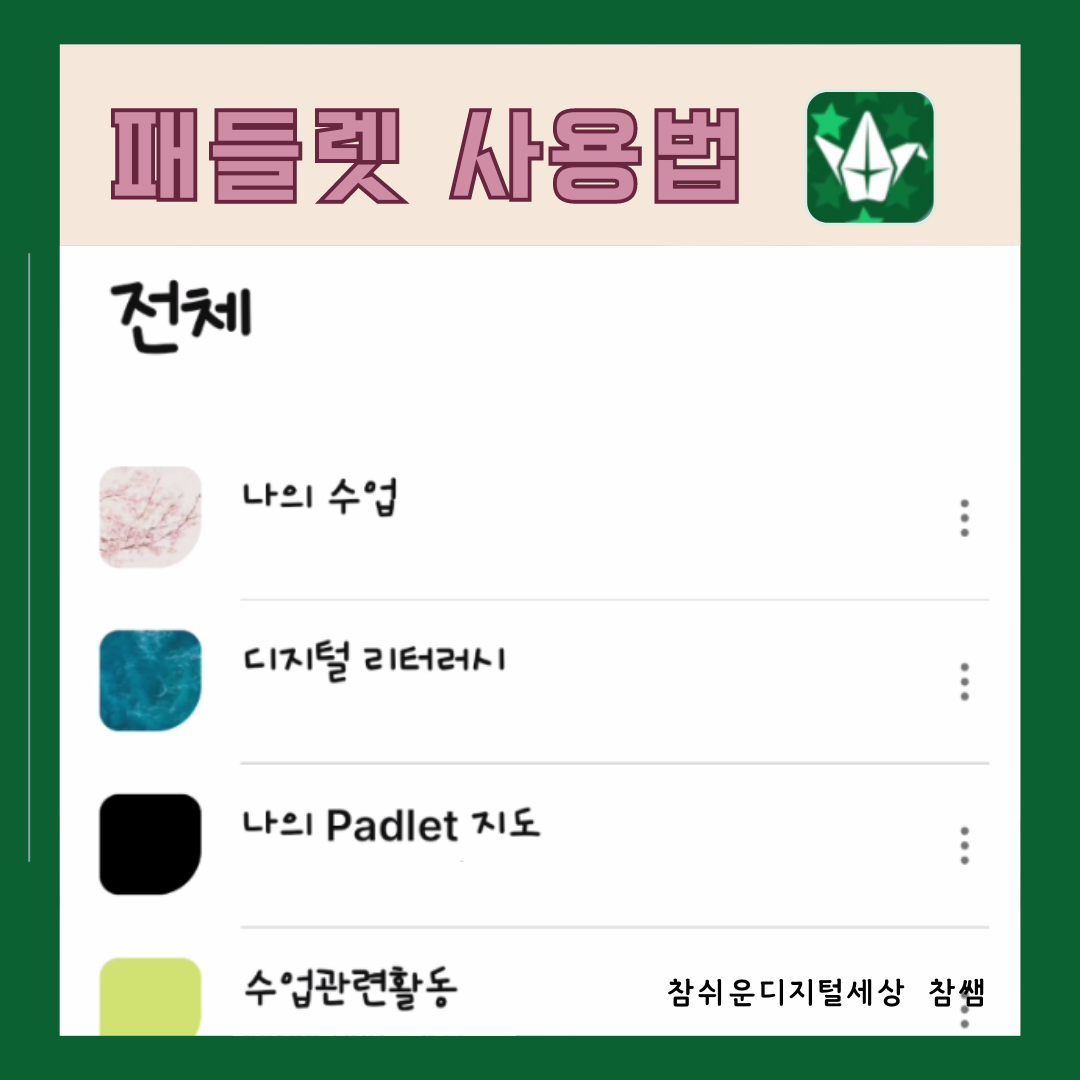 패들렛 사용법
전체
나의 수업
디지털 리터러시
나의 Padlet 지도
수업관련활동
참쉬운디지털세상 참쌤